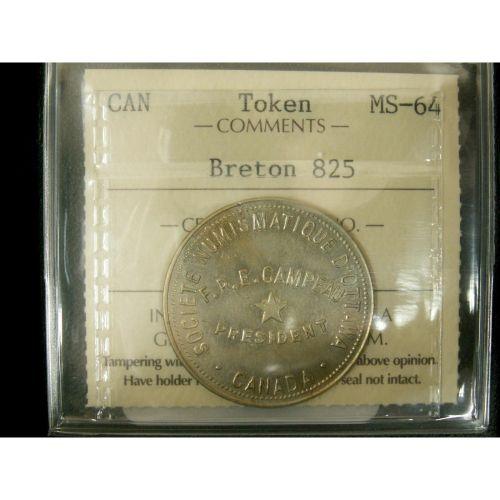 CAN Token MS-64
— COMMENTS —
Breton 825
SOCIÉTÉ NUMISMATIQUE D'OTTAWA
F.R.E. CAMPEAU
PRESIDENT
· CANADA ·
Tampering above opinion.
Have holder seal not intact.